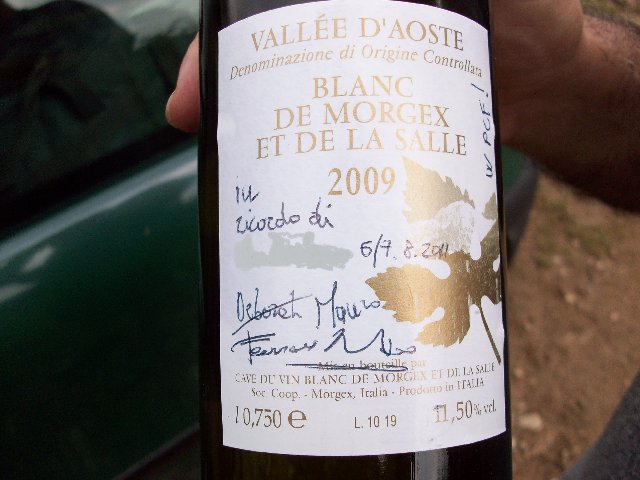 VALLÉE D'AOSTE
Denominazione di Origine Controllata
BLANC
DE MORGEX
ET DE LA SALLE
2009
W PCF!
in
ricordo di
6/7.8.2011
Deborah Mauro
Mis en bouteille par
CAVE DU VIN BLANC DE MORGEX ET DE LA SALLE
Soc. Coop. - Morgex, Italia - Prodotto in ITALIA
l 0,750 e
L. 10 19
11,50% vol.